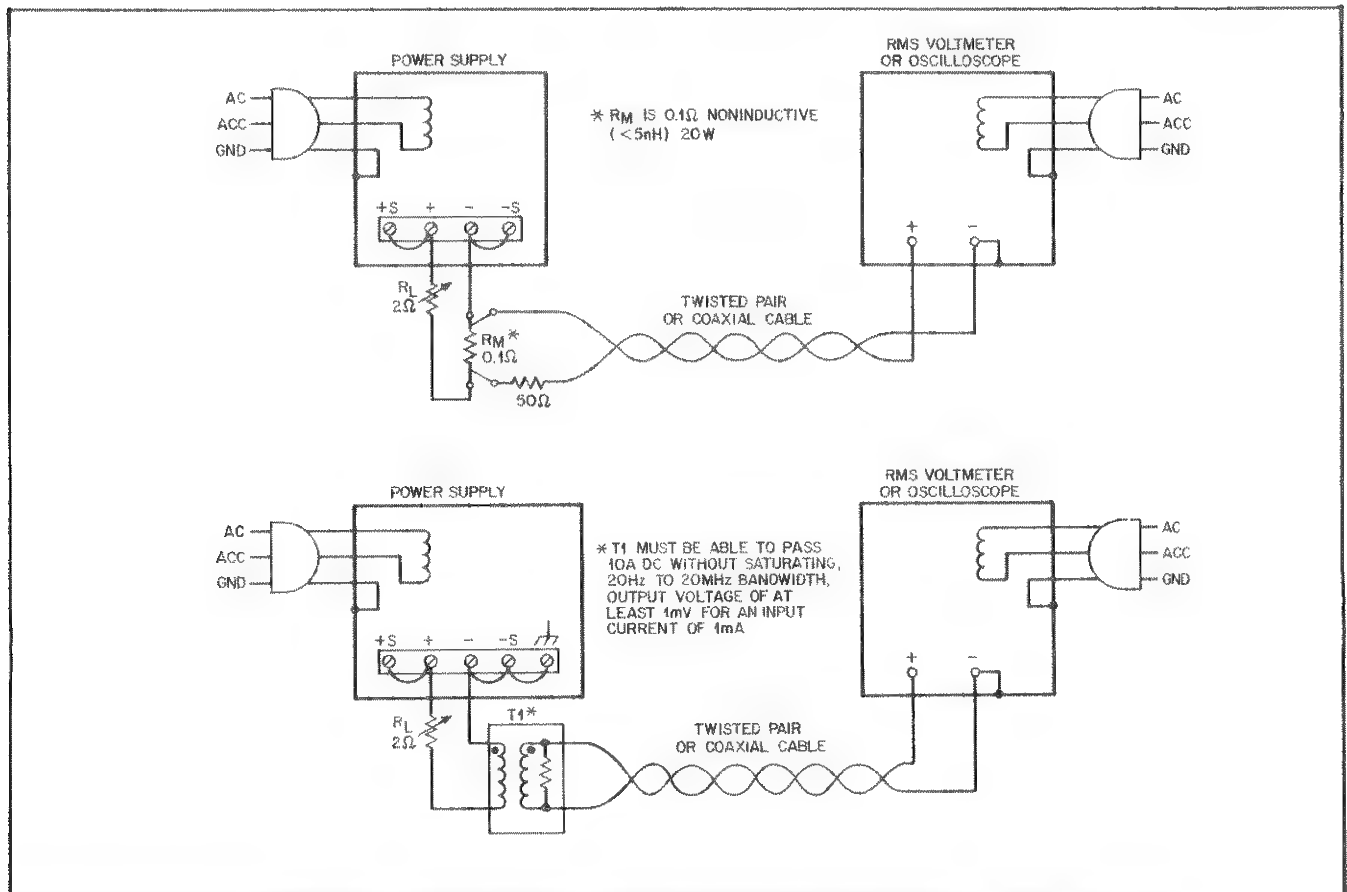 POWER SUPPLY
RMS VOLTMETER
OR OSCILLOSCOPE
AC
ACC
GND
* RM IS 0.1Ω NONINDUCTIVE
(<5nH) 20W
AC
ACC
GND
+S + - -S
+ -
RL
2Ω
RM*
0.1Ω
50Ω
TWISTED PAIR
OR COAXIAL CABLE
POWER SUPPLY
RMS VOLTMETER
OR OSCILLOSCOPE
AC
ACC
GND
* T1 MUST BE ABLE TO PASS
10A DC WITHOUT SATURATING,
20Hz TO 20MHz BANDWIDTH,
OUTPUT VOLTAGE OF AT
LEAST 1mV FOR AN INPUT
CURRENT OF 1mA
AC
ACC
GND
+S + - -S
+ -
RL
2Ω
T1*
TWISTED PAIR
OR COAXIAL CABLE